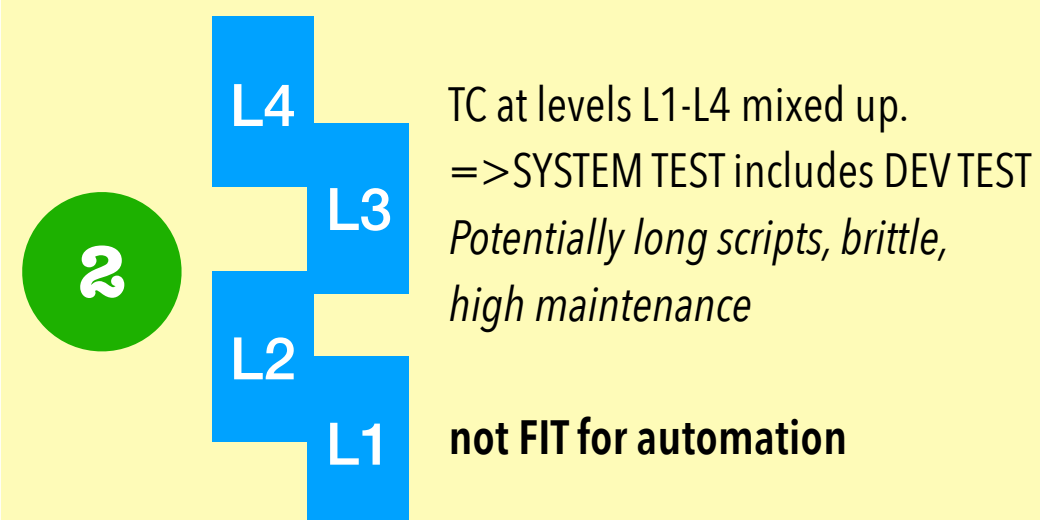 L4
TC at levels L1-L4 mixed up.
=>SYSTEM TEST includes DEV TEST
L3
Potentially long scripts, brittle,
2
high maintenance
L2
L1
not FIT for automation